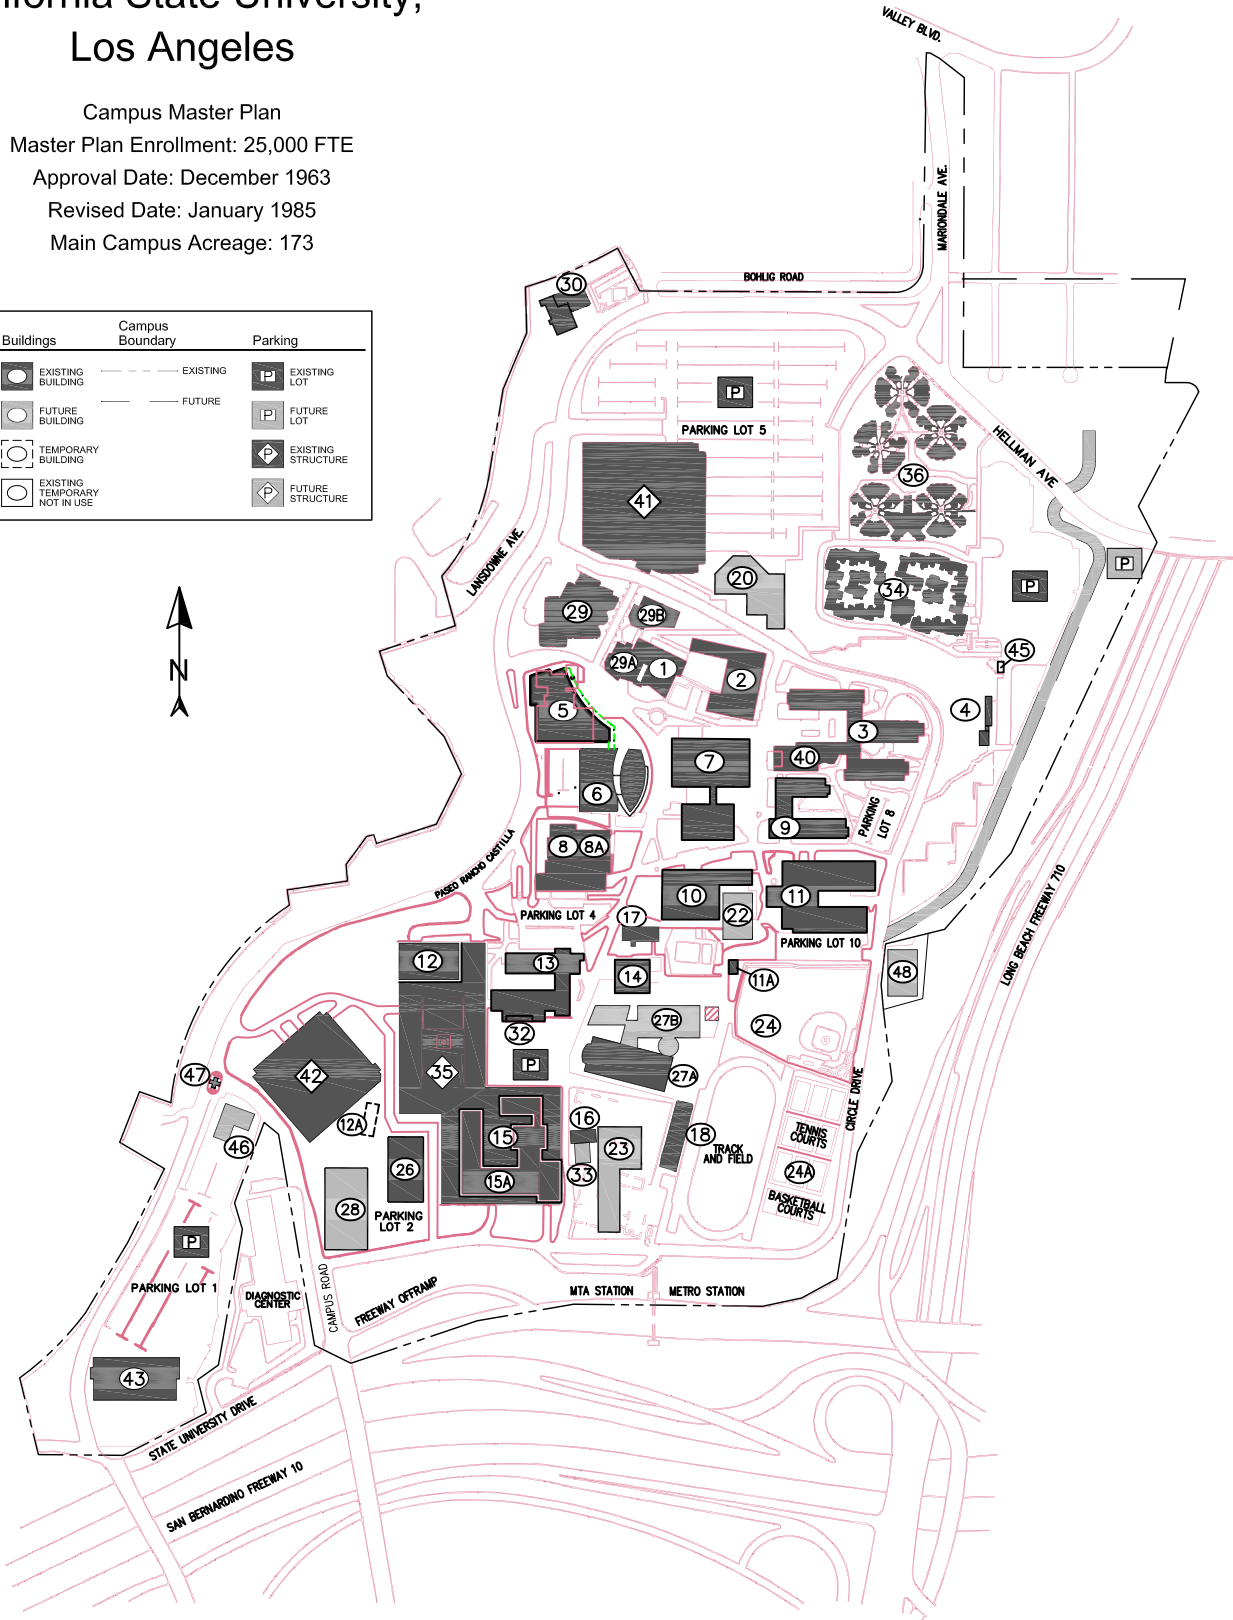 ifornia State University,
Los Angeles
Campus Master Plan
Master Plan Enrollment: 25,000 FTE
Approval Date: December 1963
Revised Date: January 1985
Main Campus Acreage: 173
Buildings
Campus
Boundary
Parking
EXISTING
BUILDING
EXISTING
P
EXISTING
LOT
FUTURE
BUILDING
FUTURE
P
FUTURE
LOT
TEMPORARY
BUILDING
P
EXISTING
STRUCTURE
EXISTING
TEMPORARY
NOT IN USE
P
FUTURE
STRUCTURE
N
VALLEY BLVD.
MARIONDALE AVE.
BOHLIG ROAD
30
P
PARKING LOT 5
36
HELLMAN AVE
41
LANSDOWNE AVE.
20
34
P
P
29
29B
29A
1
2
45
4
5
3
7
40
6
9
PARKING
LOT 8
8
8A
PASEO RANCHO CASTILLA
10
11
LONG BEACH FREEWAY 710
PARKING LOT 4
17
22
PARKING LOT 10
12
13
14
11A
48
32
27B
24
P
35
42
47
27A
CIRCLE DRIVE
12A
16
15
23
18
TENNIS
COURTS
TRACK
AND FIELD
46
26
33
15A
24A
BASKETBALL
COURTS
28
PARKING
LOT 2
P
PARKING LOT 1
DIAGNOSTIC
CENTER
CAMPUS ROAD
FREEWAY OFFRAMP
MTA STATION
METRO STATION
43
STATE UNIVERSITY DRIVE
SAN BERNARDINO FREEWAY 10